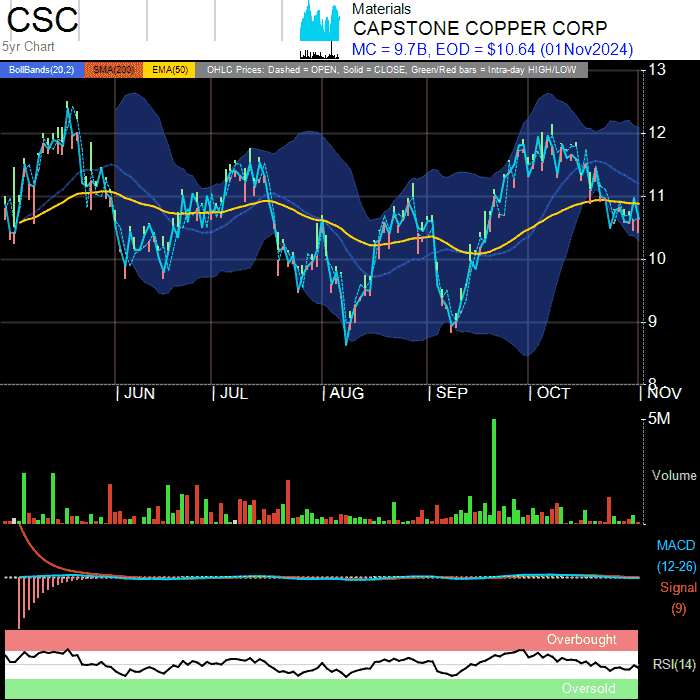 CSC
5yr Chart
Materials
CAPSTONE COPPER CORP
MC = 9.7B, EOD = $10.64 (01Nov2024)
BollBands(20,2) SMA(200) EMA(50) OHLC Prices: Dashed = OPEN, Solid = CLOSE, Green/Red bars = Intra-day HIGH/LOW
13
12
11
10
9
8
JUN JUL AUG SEP OCT NOV
5M
Volume
MACD
(12-26)
Signal
(9)
Overbought
RSI(14)
Oversold